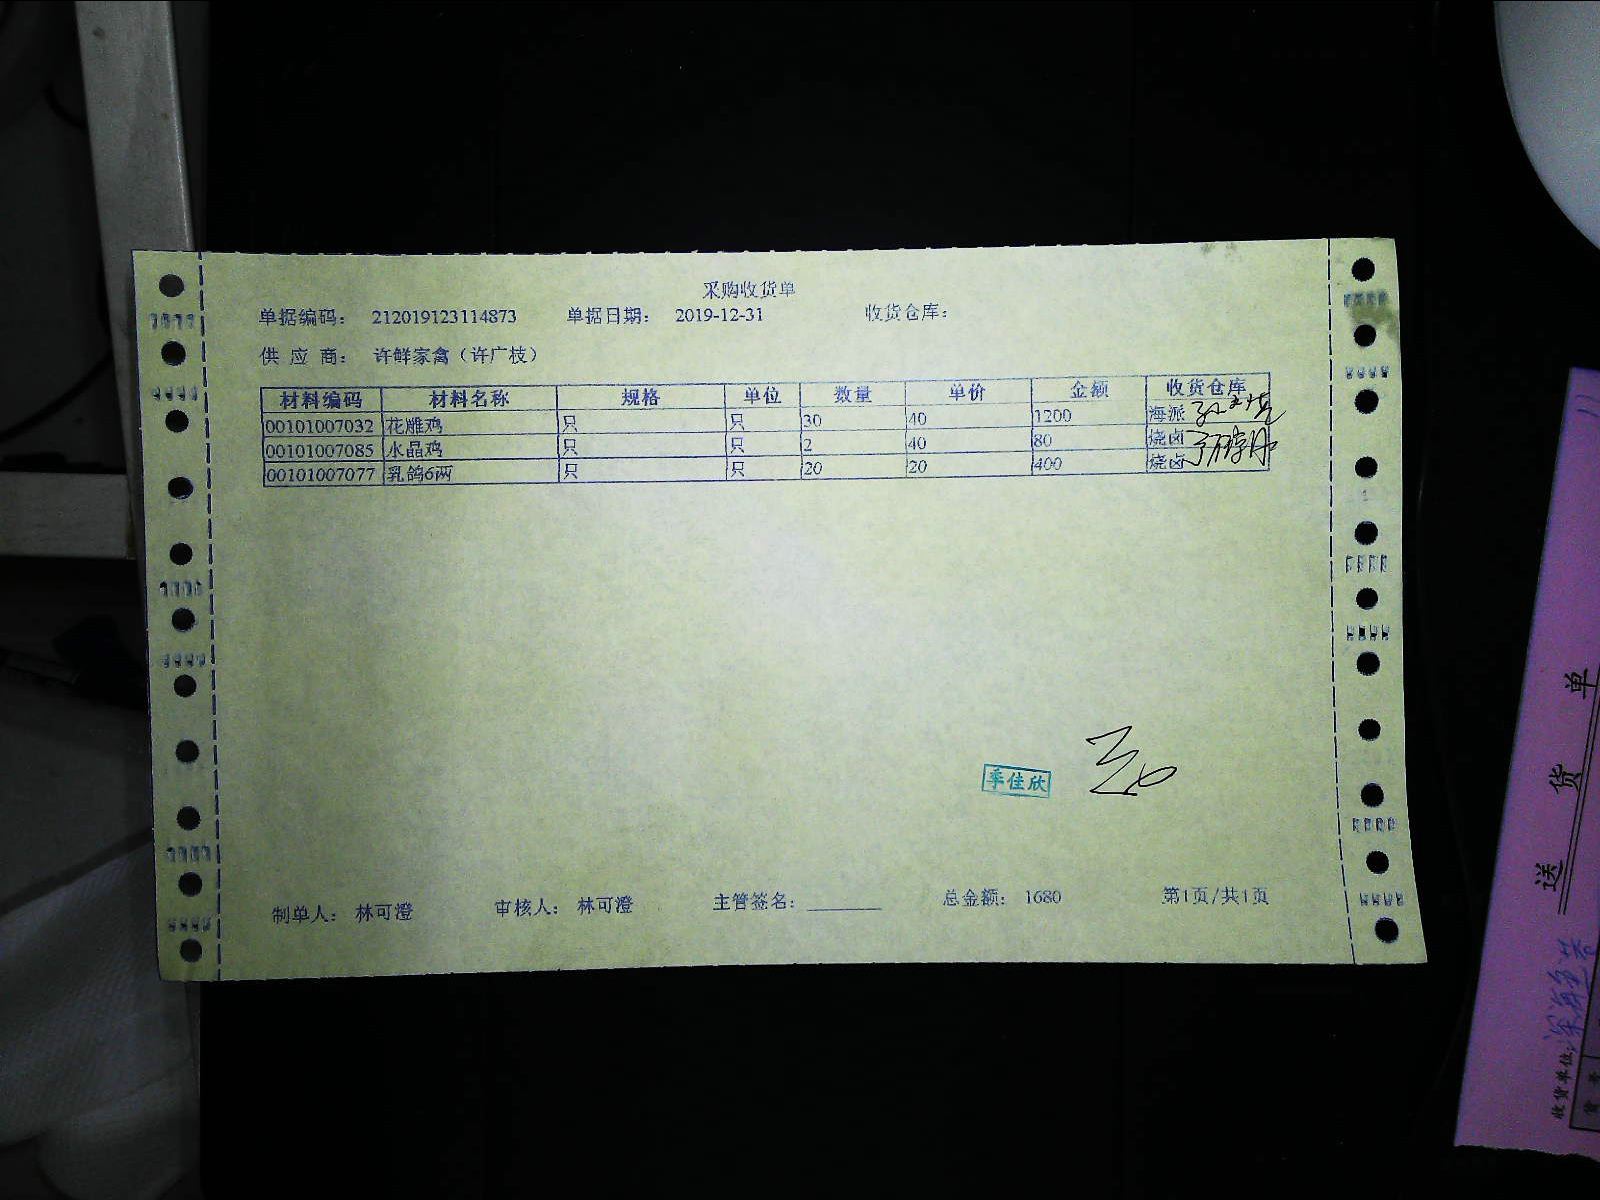 采购收货单
单据编码： 212019123114873 单据日期： 2019-12-31 收货仓库：
供 应 商： 许鲜家禽（许广枝）
材料编码 材料名称 规格 单位 数量 单价 金额 收货仓库
00101007032 花雕鸡 只 只 30 40 1200 海派
00101007085 水晶鸡 只 只 2 40 80 烧卤
00101007077 乳鸽6两 只 只 20 20 400 烧卤
季佳欣
制单人： 林可澄 审核人： 林可澄 主管签名：________ 总金额： 1680 第1页/共1页
送货单
收货单位: